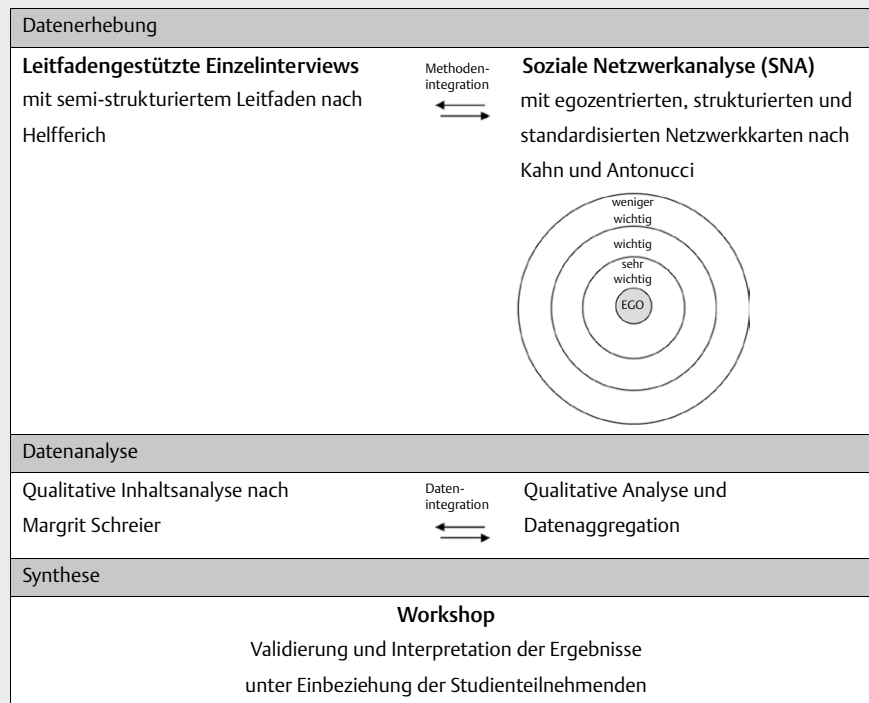 Datenerhebung
Leitfadengestützte Einzelinterviews
mit semi-strukturiertem Leitfaden nach
Helfferich
Methoden-
integration
Soziale Netzwerkanalyse (SNA)
mit egozentrierten, strukturierten und
standardisierten Netzwerkkarten nach
Kahn und Antonucci
weniger
wichtig
wichtig
sehr
wichtig
EGO
Datenanalyse
Qualitative Inhaltsanalyse nach
Margrit Schreier
Daten-
integration
Qualitative Analyse und
Datenaggregation
Synthese
Workshop
Validierung und Interpretation der Ergebnisse
unter Einbeziehung der Studienteilnehmenden